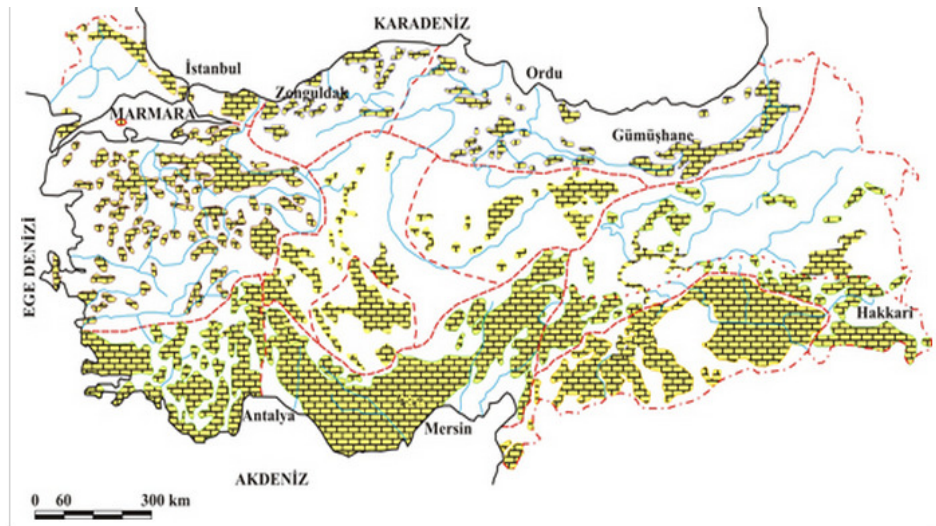 KARADENİZ
İstanbul
Ordu
Zonguldak
MARMARA
Gümüşhane
EGE DENİZİ
Hakkari
Antalya
Mersin
AKDENİZ
0 60 300 km